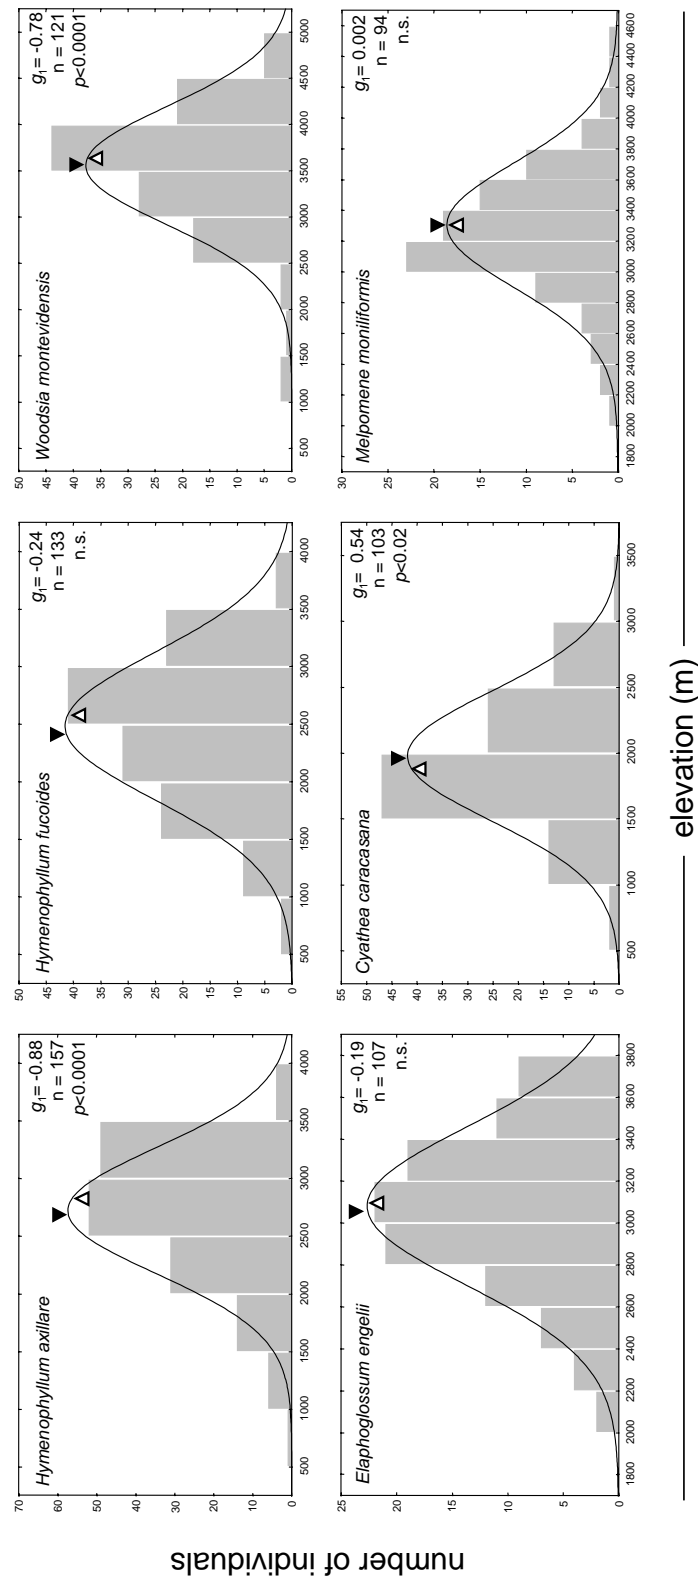 number of individuals
Hymenophyllum axillare
g₁= -0.88
n = 157
p<0.0001
70
60
50
40
30
20
10
0
500 1000 1500 2000 2500 3000 3500 4000
Hymenophyllum fucoides
g₁= -0.24
n = 133
n.s.
50
45
40
35
30
25
20
15
10
5
0
500 1000 1500 2000 2500 3000 3500 4000
Woodsia montevidensis
g₁= -0.78
n = 121
p<0.0001
50
45
40
35
30
25
20
15
10
5
0
500 1000 1500 2000 2500 3000 3500 4000 4500 5000
Elaphoglossum engelii
g₁= -0.19
n = 107
n.s.
25
20
15
10
5
0
1800 2000 2200 2400 2600 2800 3000 3200 3400 3600 3800
Cyathea caracasana
g₁= 0.54
n = 103
p<0.02
55
50
45
40
35
30
25
20
15
10
5
0
500 1000 1500 2000 2500 3000 3500
Melpomene moniliformis
g₁= 0.002
n = 94
n.s.
30
25
20
15
10
5
0
1800 2000 2200 2400 2600 2800 3000 3200 3400 3600 3800 4000 4200 4400 4600
elevation (m)